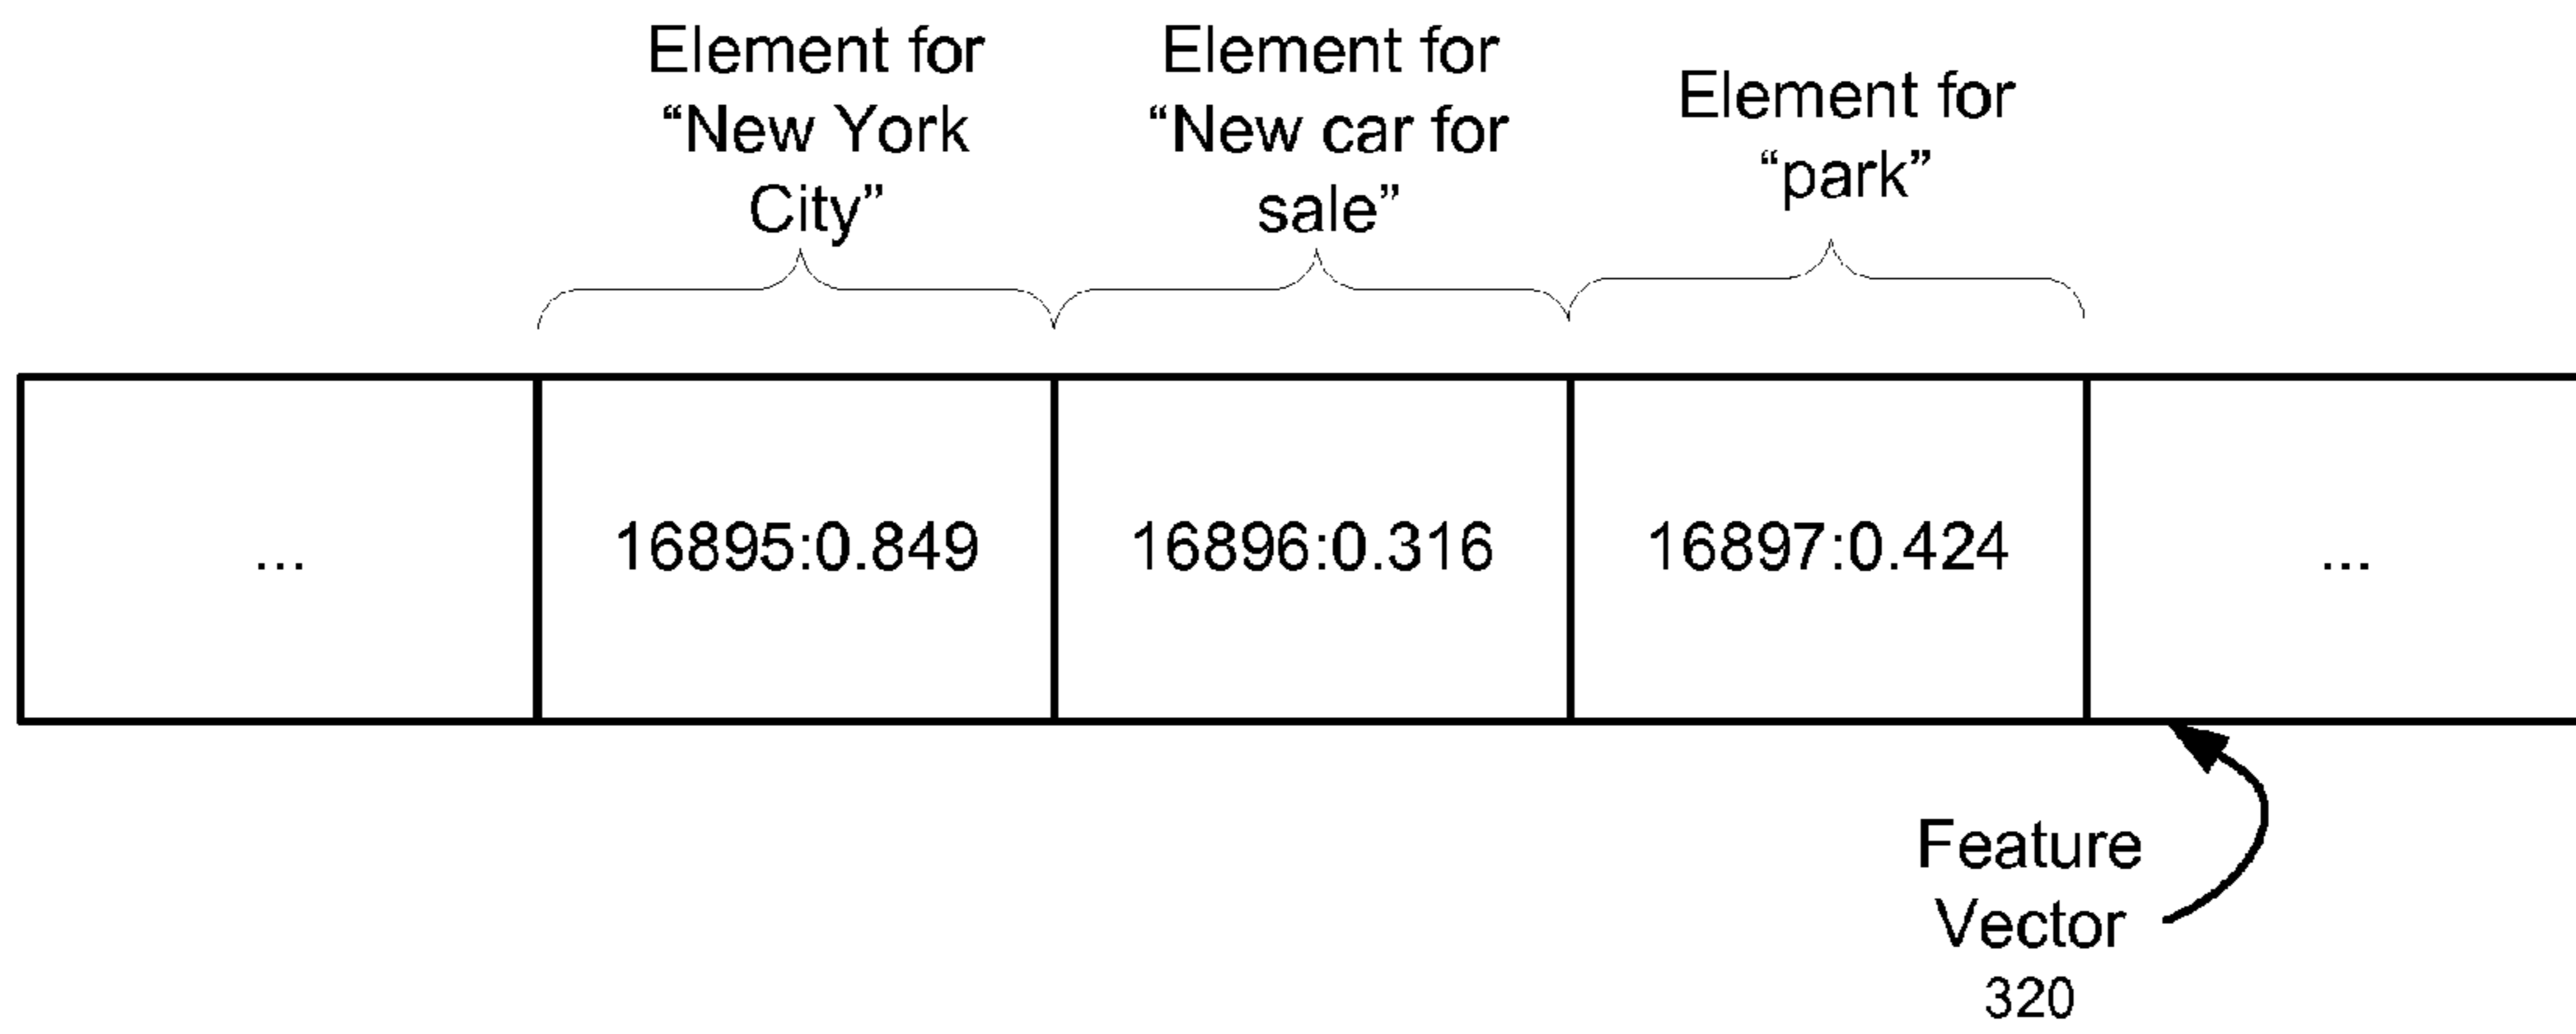 Element for
“New York
City”
Element for
“New car for
sale”
Element for
“park”
...
16895:0.849
16896:0.316
16897:0.424
...
Feature
Vector
320